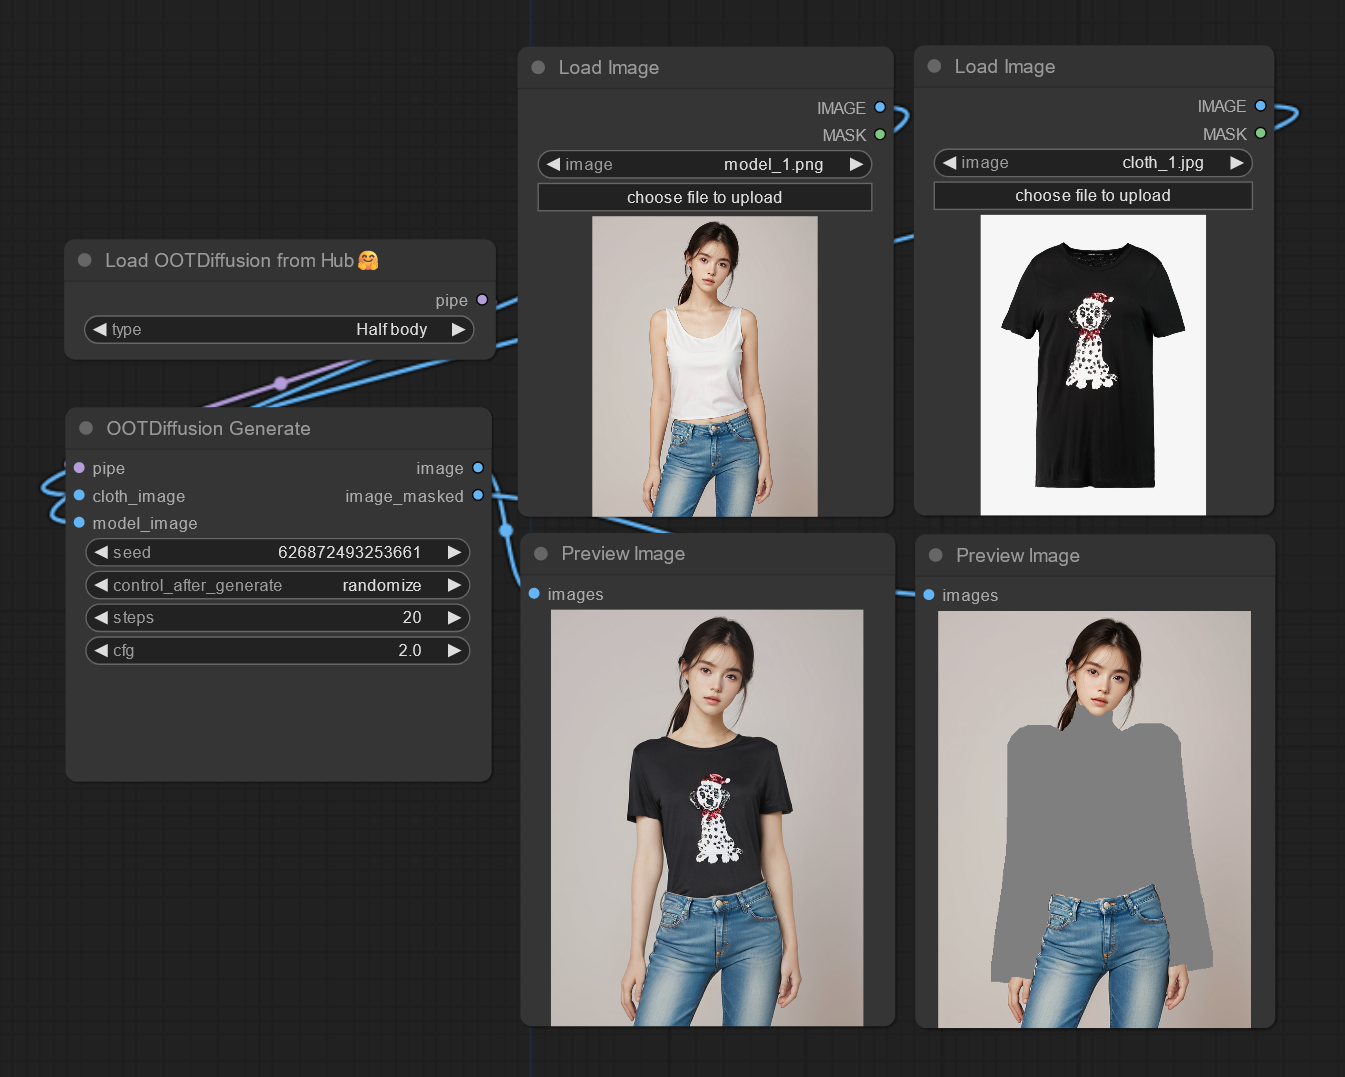 Load Image
IMAGE
MASK
image model_1.png
choose file to upload
Load Image
IMAGE
MASK
image cloth_1.jpg
choose file to upload
Load OOTDiffusion from Hub🤗
pipe
type Half body
OOTDiffusion Generate
pipe image
cloth_image image_masked
model_image
seed 626872493253661
control_after_generate randomize
steps 20
cfg 2.0
Preview Image
images
Preview Image
images